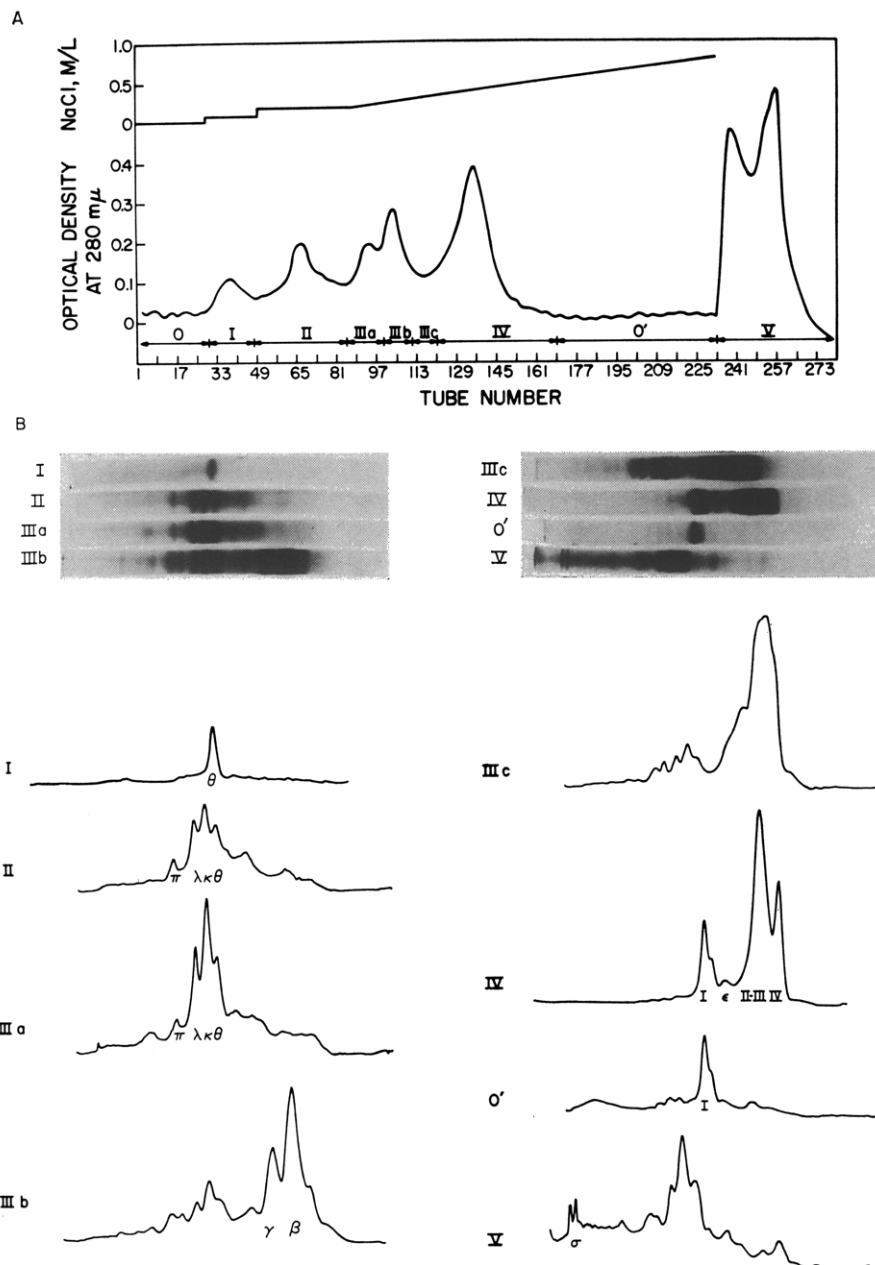 A
NaCl, M/L
1.0
0.5
0
OPTICAL DENSITY
AT 280 mμ
0.4
0.3
0.2
0.1
0
O I II IIIa IIIb IIIc IV O' V
1 17 33 49 65 81 97 113 129 145 161 177 195 209 225 241 257 273
TUBE NUMBER
B
I
II
IIIa
IIIb
IIIc
IV
O'
V
I
θ
II
π λκθ
IIIa
π λκθ
IIIb
γ β
IIIc
IV
I ε II-III IV
O'
I
V
σ